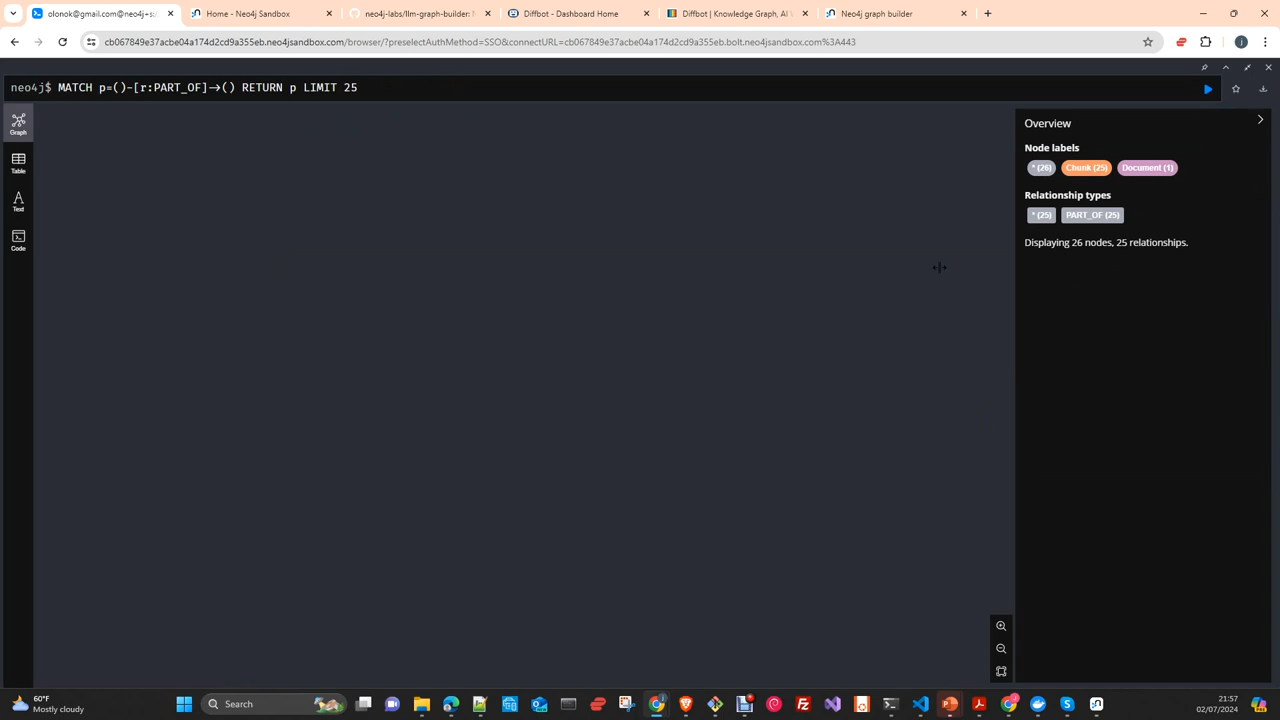 olonok@gmail.com@neo4j+s:/
Home - Neo4j Sandbox
neo4j-labs/llm-graph-builder: N
Diffbot - Dashboard Home
Diffbot | Knowledge Graph, AI W
Neo4j graph builder
cb067849e37acbe04a174d2cd9a355eb.neo4jsandbox.com/browser/?preselectAuthMethod=SSO&connectURL=cb067849e37acbe04a174d2cd9a355eb.bolt.neo4jsandbox.com%3A443
neo4j$ MATCH p=()-[r:PART_OF]->() RETURN p LIMIT 25
Graph
Table
Text
Code
Overview
Node labels
* (26) Chunk (25) Document (1)
Relationship types
* (25) PART_OF (25)
Displaying 26 nodes, 25 relationships.
60°F
Mostly cloudy
Search
21:57
02/07/2024